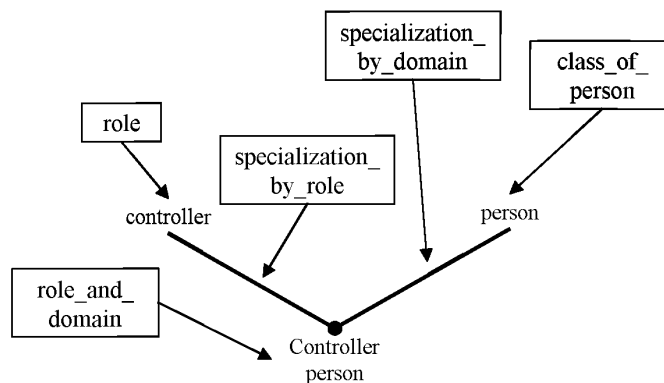 specialization_
by_domain
class_of_
person
role
specialization_
by_role
controller
person
role_and_
domain
Controller
person